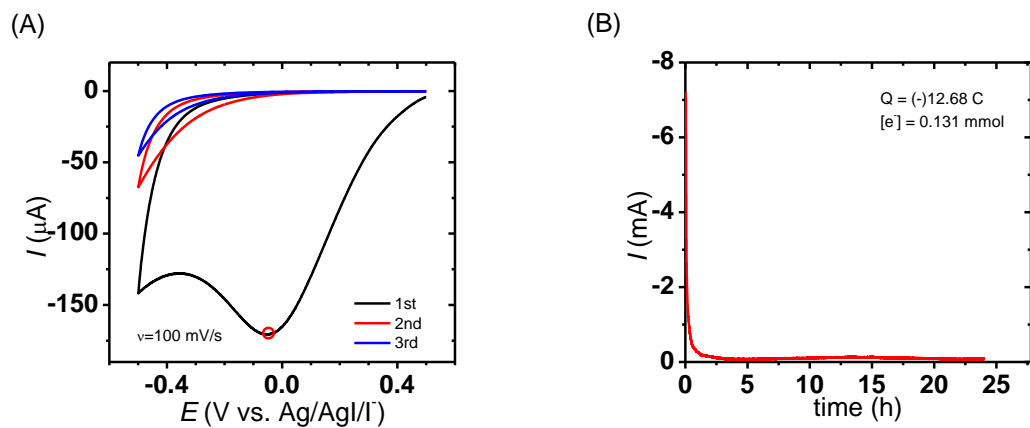 (A)
(B)
0
-50
-100
-150
I (μA)
1st
2nd
3rd
ν=100 mV/s
-0.4
0.0
0.4
E (V vs. Ag/AgI/I⁻)
-8
-6
-4
-2
0
I (mA)
Q = (-)12.68 C
[e⁻] = 0.131 mmol
0
5
10
15
20
25
time (h)